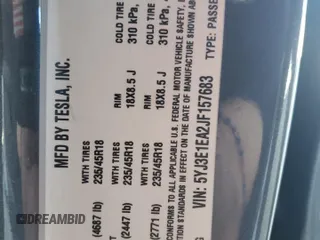 MFD BY TESLA, INC.
WITH TIRES RIM COLD TIRE
(4687 lb) 235/45R18 18X8.5 J 310 kPa,
WITH TIRES RIM COLD TIRE
(2447 lb) 235/45R18 18X8.5 J 310 kPa,
WITH TIRES RIM
(2771 lb) 235/45R18 18X8.5 J
CONFORMS TO ALL APPLICABLE U.S. FEDERAL MOTOR VEHICLE SAFETY,
STANDARDS IN EFFECT ON THE DATE OF MANUFACTURE SHOWN
VIN: 5YJ3E1EA2JF157683 TYPE:
DREAMBID